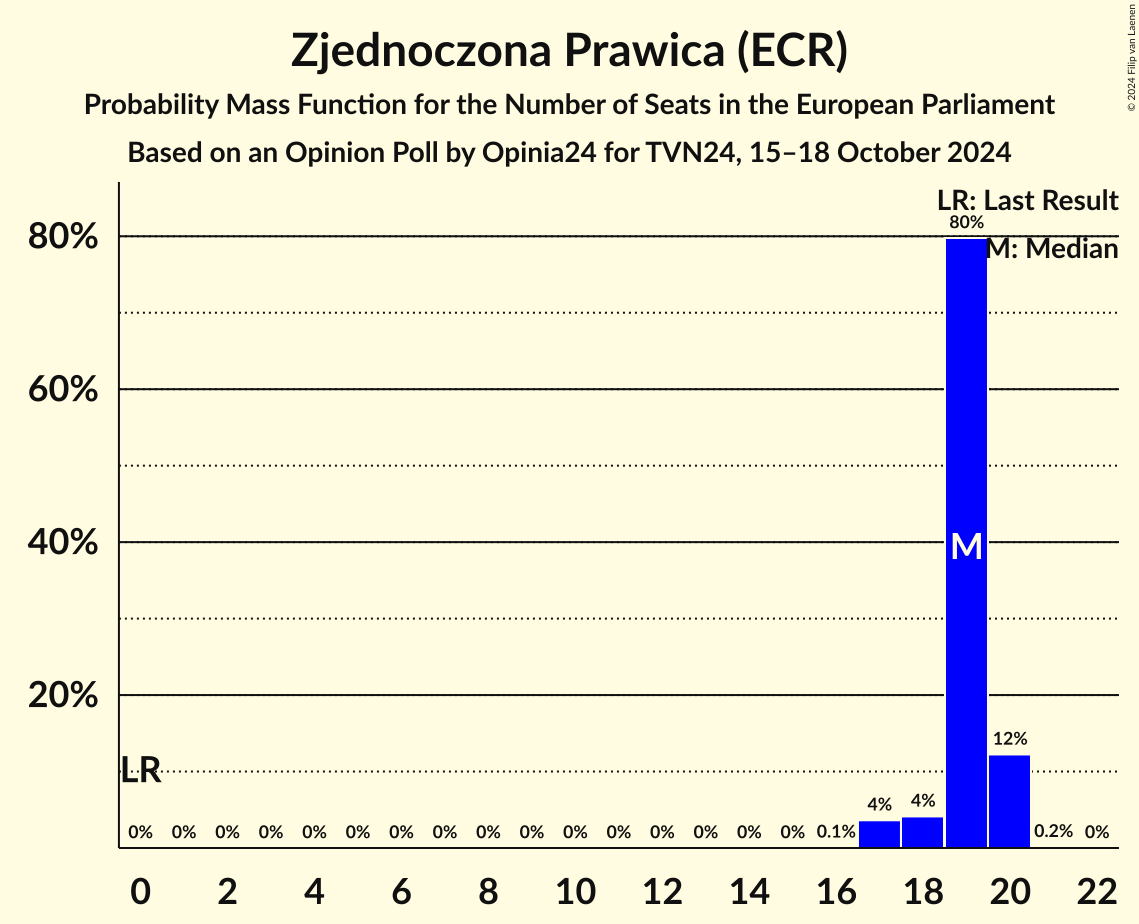 Zjednoczona Prawica (ECR)
Probability Mass Function for the Number of Seats in the European Parliament
Based on an Opinion Poll by Opinia24 for TVN24, 15–18 October 2024
© 2024 Filip van Laenen
LR: Last Result
M: Median
80%
60%
40%
20%
LR
M
0% 0% 0% 0% 0% 0% 0% 0% 0% 0% 0% 0% 0% 0% 0% 0% 0.1% 4% 4% 80% 12% 0.2% 0%
0 2 4 6 8 10 12 14 16 18 20 22